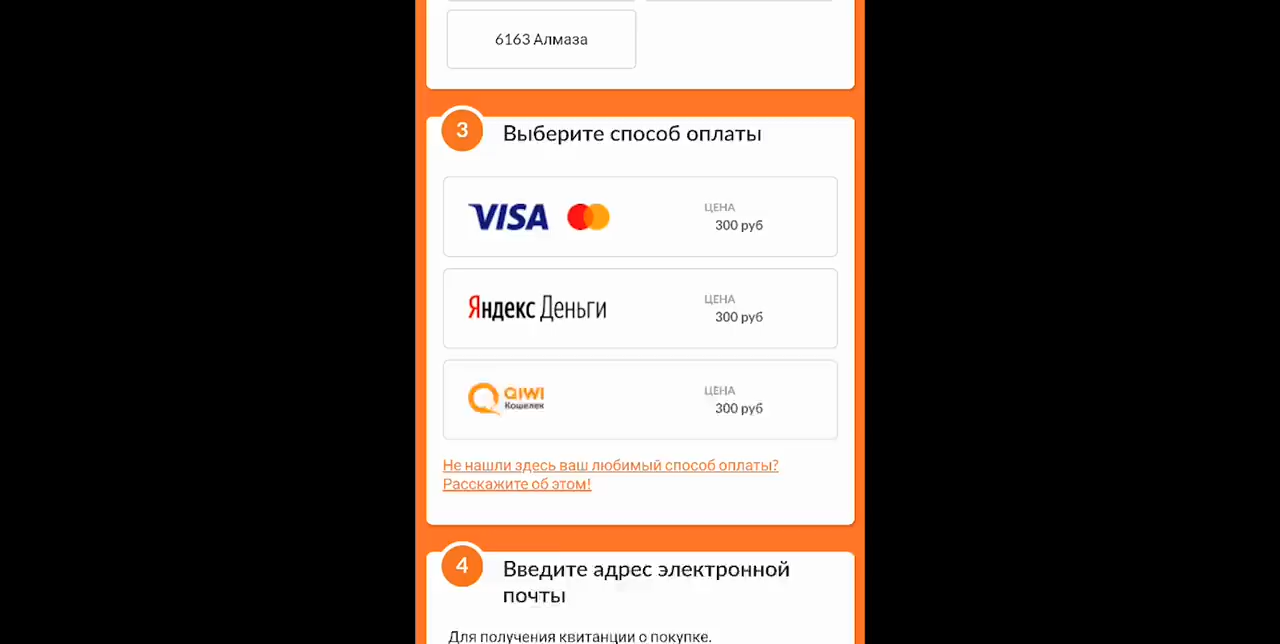 6163 Алмаза
3 Выберите способ оплаты
VISA
ЦЕНА
300 руб
Яндекс Деньги
ЦЕНА
300 руб
QIWI
Кошелек
ЦЕНА
300 руб
Не нашли здесь ваш любимый способ оплаты?
Расскажите об этом!
4 Введите адрес электронной
почты
Для получения квитанции о покупке.